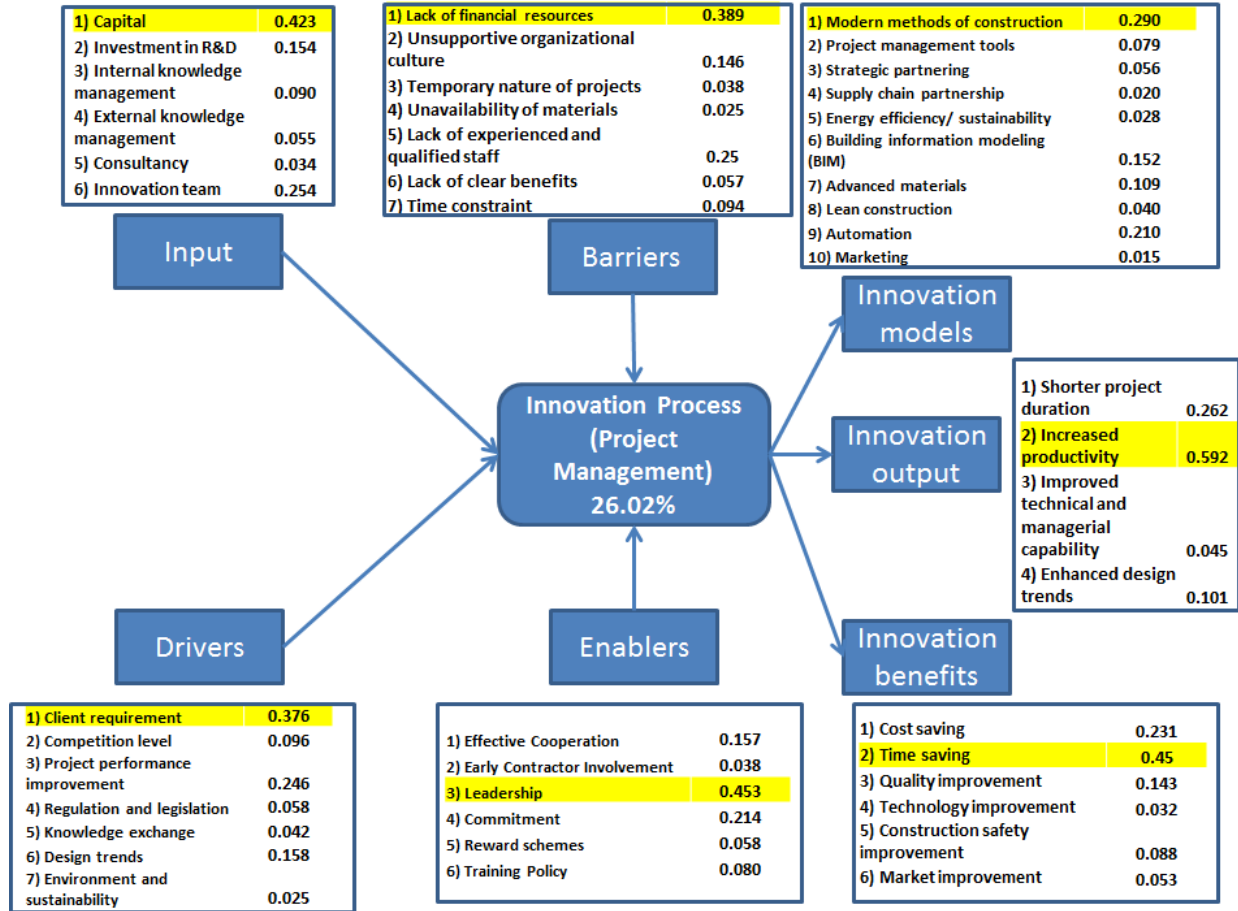 1) Capital 0.423
2) Investment in R&D 0.154
3) Internal knowledge
management 0.090
4) External knowledge
management 0.055
5) Consultancy 0.034
6) Innovation team 0.254
1) Lack of financial resources 0.389
2) Unsupportive organizational
culture 0.146
3) Temporary nature of projects 0.038
4) Unavailability of materials 0.025
5) Lack of experienced and
qualified staff 0.25
6) Lack of clear benefits 0.057
7) Time constraint 0.094
1) Modern methods of construction 0.290
2) Project management tools 0.079
3) Strategic partnering 0.056
4) Supply chain partnership 0.020
5) Energy efficiency/ sustainability 0.028
6) Building information modeling
(BIM) 0.152
7) Advanced materials 0.109
8) Lean construction 0.040
9) Automation 0.210
10) Marketing 0.015
Input
Barriers
Innovation
models
Innovation Process
(Project
Management)
26.02%
Innovation
output
1) Shorter project
duration 0.262
2) Increased
productivity 0.592
3) Improved
technical and
managerial
capability 0.045
4) Enhanced design
trends 0.101
Drivers
Enablers
Innovation
benefits
1) Client requirement 0.376
2) Competition level 0.096
3) Project performance
improvement 0.246
4) Regulation and legislation 0.058
5) Knowledge exchange 0.042
6) Design trends 0.158
7) Environment and
sustainability 0.025
1) Effective Cooperation 0.157
2) Early Contractor Involvement 0.038
3) Leadership 0.453
4) Commitment 0.214
5) Reward schemes 0.058
6) Training Policy 0.080
1) Cost saving 0.231
2) Time saving 0.45
3) Quality improvement 0.143
4) Technology improvement 0.032
5) Construction safety
improvement 0.088
6) Market improvement 0.053